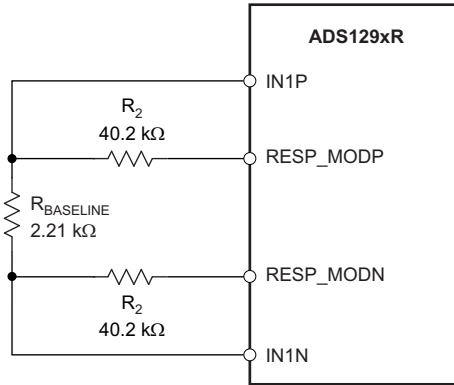 ADS129xR
IN1P
R2
40.2 kΩ
RESP_MODP
RBASELINE
2.21 kΩ
RESP_MODN
R2
40.2 kΩ
IN1N